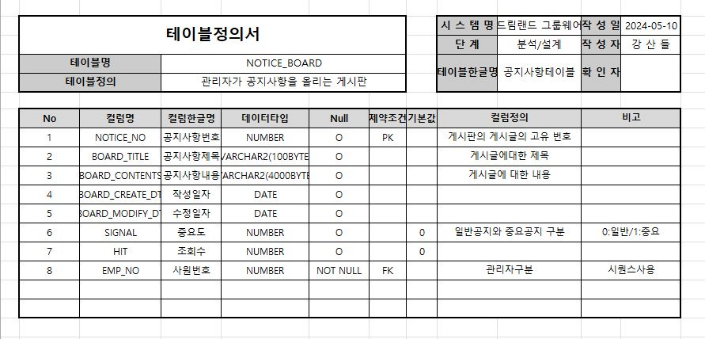 테이블정의서
테이블명 NOTICE_BOARD
테이블정의 관리자가 공지사항을 올리는 게시판
시 스 템 명 드림랜드 그룹웨어 작 성 일 2024-05-10
단 계 분석/설계 작 성 자 강 산 들
테이블한글명 공지사항테이블 확 인 자
No 컬럼명 컬럼한글명 데이터타입 Null 제약조건 기본값 컬럼정의 비고
1 NOTICE_NO 공지사항번호 NUMBER O PK 게시판의 게시글의 고유 번호
2 BOARD_TITLE 공지사항제목 VARCHAR2(100BYTE O 게시글에대한 제목
3 BOARD_CONTENTS 공지사항내용 VARCHAR2(4000BYTE O 게시글에 대한 내용
4 BOARD_CREATE_DT 작성일자 DATE O
5 BOARD_MODIFY_DT 수정일자 DATE O
6 SIGNAL 중요도 NUMBER O 0 일반공지와 중요공지 구분 0:일반/1:중요
7 HIT 조회수 NUMBER O 0
8 EMP_NO 사원번호 NUMBER NOT NULL FK 관리자구분 시퀀스사용